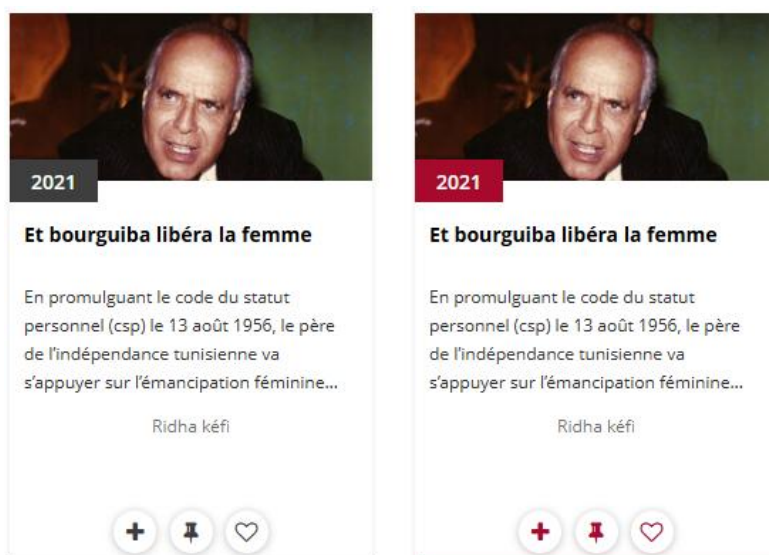 2021
Et bourguiba libéra la femme
En promulguant le code du statut
personnel (csp) le 13 août 1956, le père
de l'indépendance tunisienne va
s'appuyer sur l'émancipation féminine...
Ridha kéfi
2021
Et bourguiba libéra la femme
En promulguant le code du statut
personnel (csp) le 13 août 1956, le père
de l'indépendance tunisienne va
s'appuyer sur l'émancipation féminine...
Ridha kéfi